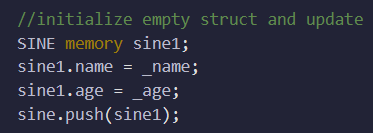 //initialize empty struct and update
SINE memory sine1;
sine1.name = _name;
sine1.age = _age;
sine.push(sine1);